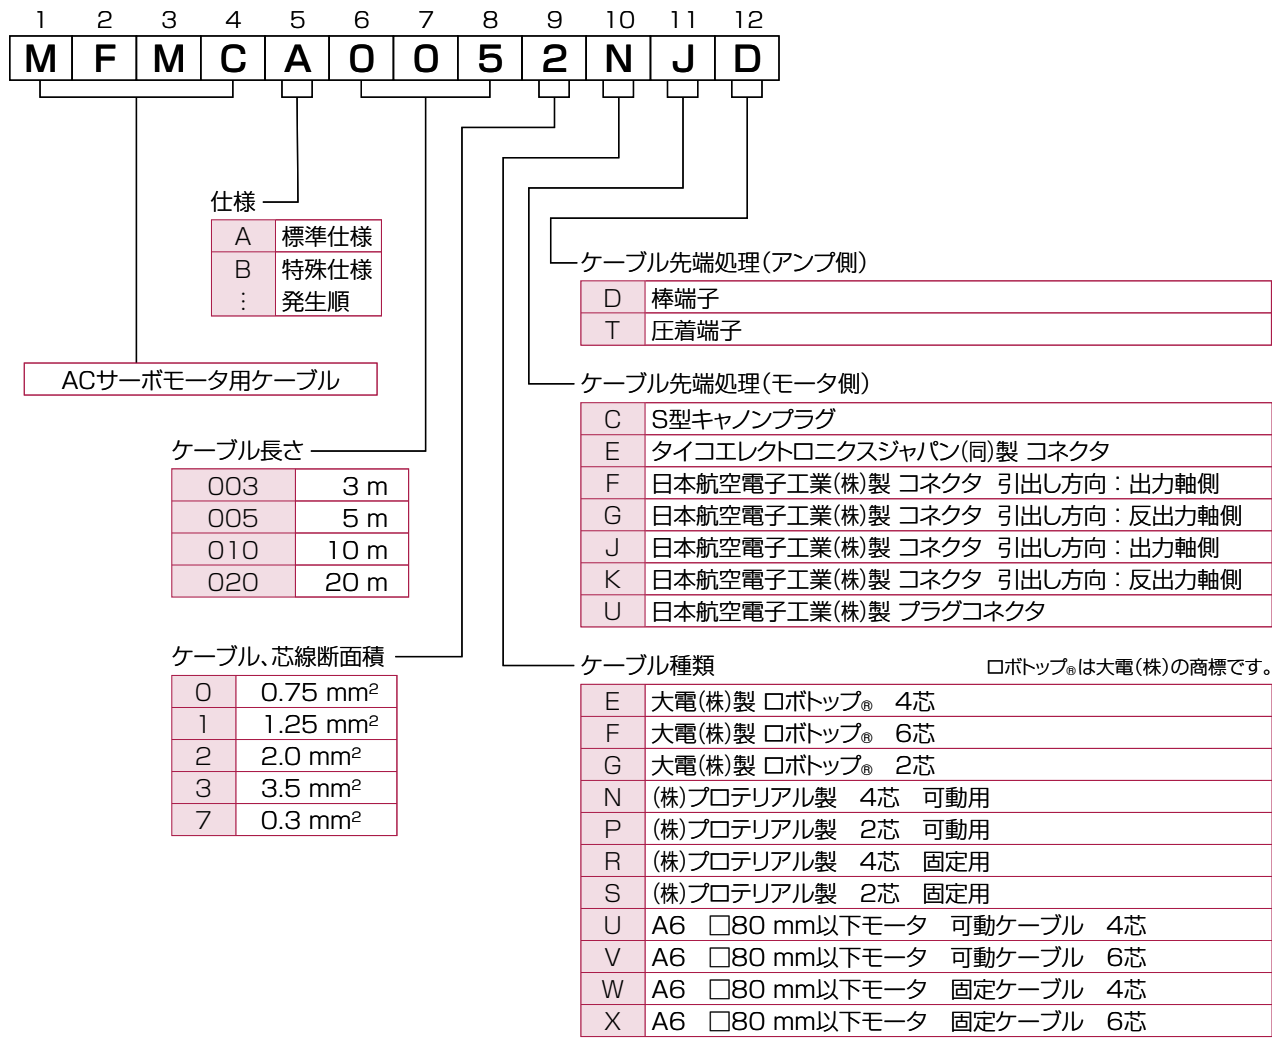 1 2 3 4 5 6 7 8 9 10 11 12
M F M C A 0 0 5 2 N J D
仕様
A 標準仕様
B 特殊仕様
⋮ 発生順
ACサーボモータ用ケーブル
ケーブル長さ
003 3 m
005 5 m
010 10 m
020 20 m
ケーブル、芯線断面積
0 0.75 mm²
1 1.25 mm²
2 2.0 mm²
3 3.5 mm²
7 0.3 mm²
ケーブル先端処理(アンプ側)
D 棒端子
T 圧着端子
ケーブル先端処理(モータ側)
C S型キャノンプラグ
E タイコエレクトロニクスジャパン(同)製 コネクタ
F 日本航空電子工業(株)製 コネクタ 引出し方向:出力軸側
G 日本航空電子工業(株)製 コネクタ 引出し方向:反出力軸側
J 日本航空電子工業(株)製 コネクタ 引出し方向:出力軸側
K 日本航空電子工業(株)製 コネクタ 引出し方向:反出力軸側
U 日本航空電子工業(株)製 プラグコネクタ
ケーブル種類 ロボトップ®は大電(株)の商標です。
E 大電(株)製 ロボトップ® 4芯
F 大電(株)製 ロボトップ® 6芯
G 大電(株)製 ロボトップ® 2芯
N (株)プロテリアル製 4芯 可動用
P (株)プロテリアル製 2芯 可動用
R (株)プロテリアル製 4芯 固定用
S (株)プロテリアル製 2芯 固定用
U A6 □80 mm以下モータ 可動ケーブル 4芯
V A6 □80 mm以下モータ 可動ケーブル 6芯
W A6 □80 mm以下モータ 固定ケーブル 4芯
X A6 □80 mm以下モータ 固定ケーブル 6芯